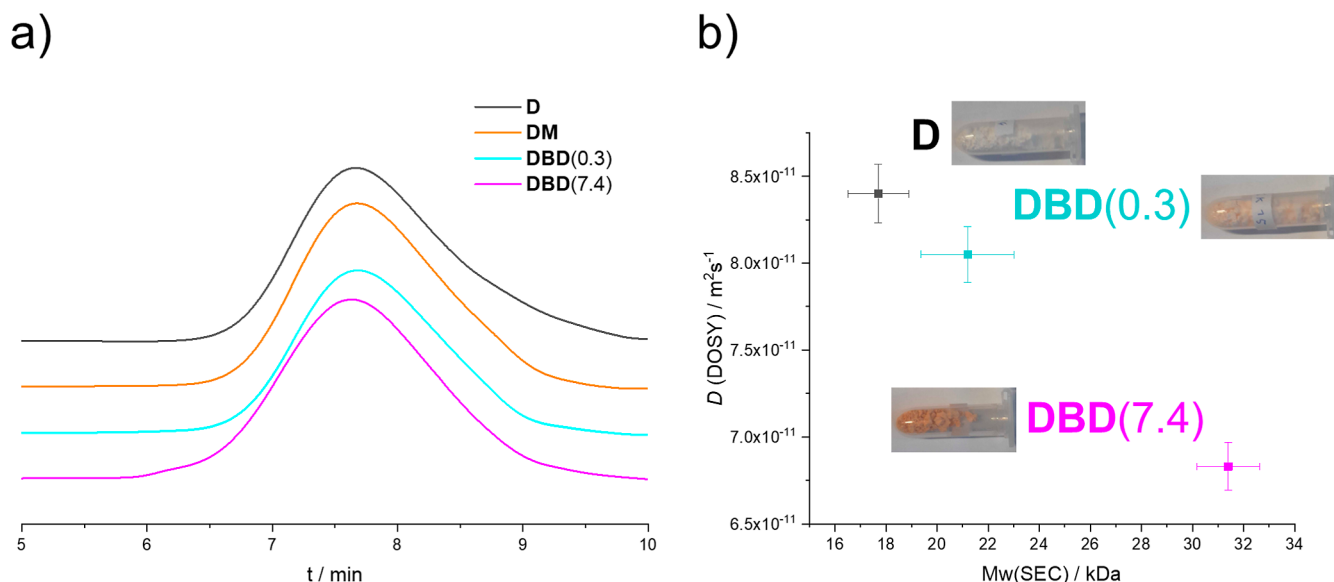 a)
D
DM
DBD(0.3)
DBD(7.4)
5
6
7
8
9
10
t / min
b)
D
DBD(0.3)
DBD(7.4)
8.5x10-11
8.0x10-11
7.5x10-11
7.0x10-11
6.5x10-11
D (DOSY) / m²s-¹
16
18
20
22
24
26
28
30
32
34
Mw(SEC) / kDa